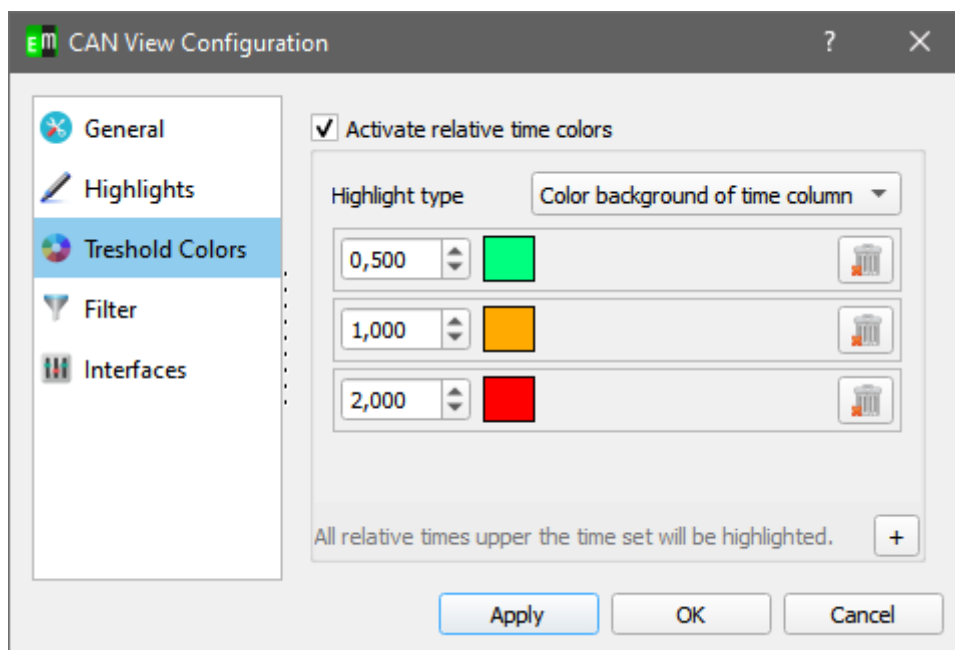 EM CAN View Configuration ? ×
General
Highlights
Treshold Colors
Filter
Interfaces
Activate relative time colors
Highlight type Color background of time column
0,500
1,000
2,000
All relative times upper the time set will be highlighted. +
Apply OK Cancel